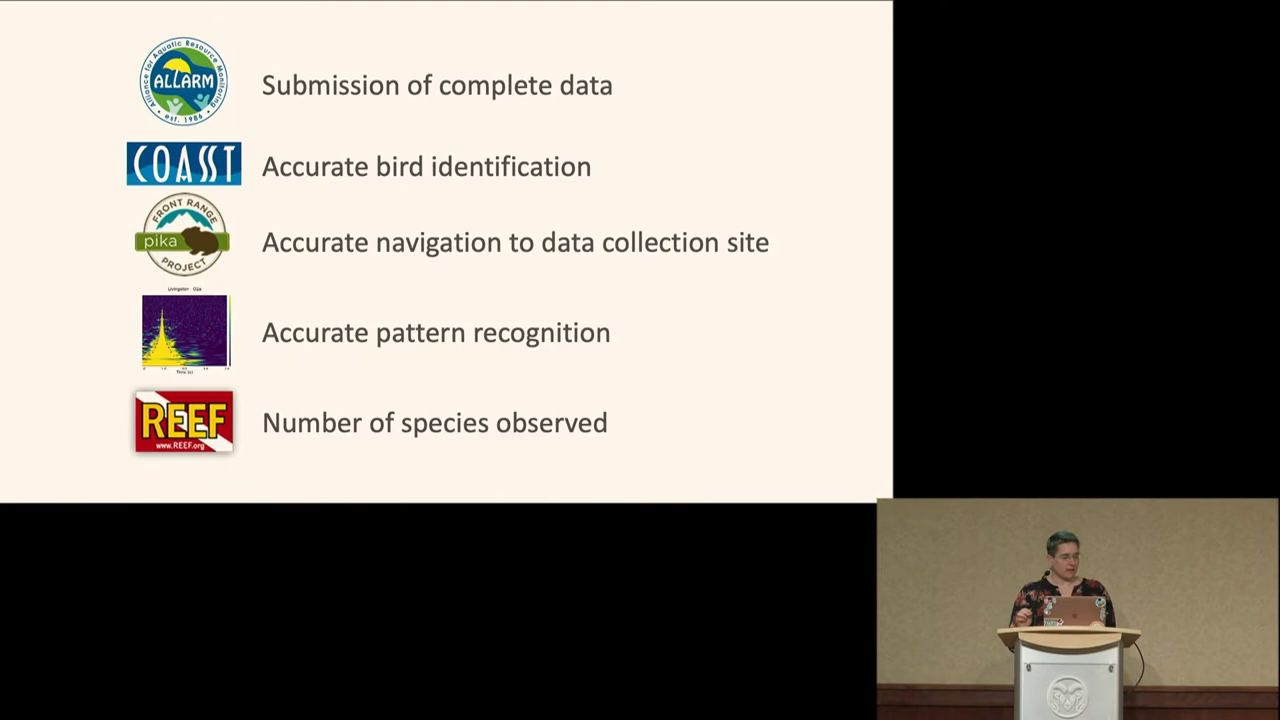 Alliance for Aquatic Resource Monitoring
ALLARM
est. 1986
Submission of complete data
COASST
Accurate bird identification
FRONT RANGE
pika
PROJECT
Accurate navigation to data collection site
Accurate pattern recognition
Time (s)
REEF
www.REEF.org
Number of species observed